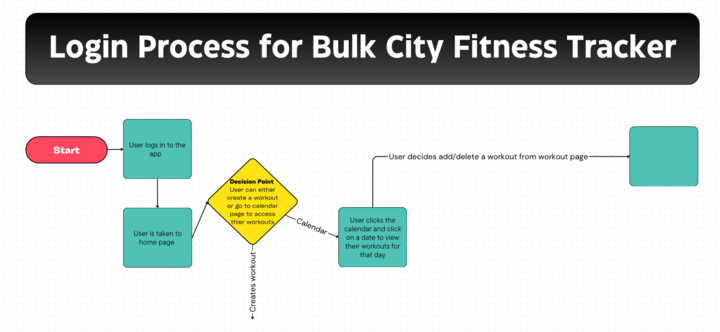 Login Process for Bulk City Fitness Tracker
Start
User logs in to the
app
User is taken to
home page
Decision Point
User can either
create a workout
or go to calendar
page to access
thier workouts
Calendar
Creates workout
User clicks the
calendar and click
on a date to view
their workouts for
that day
User decides add/delete a workout from workout page